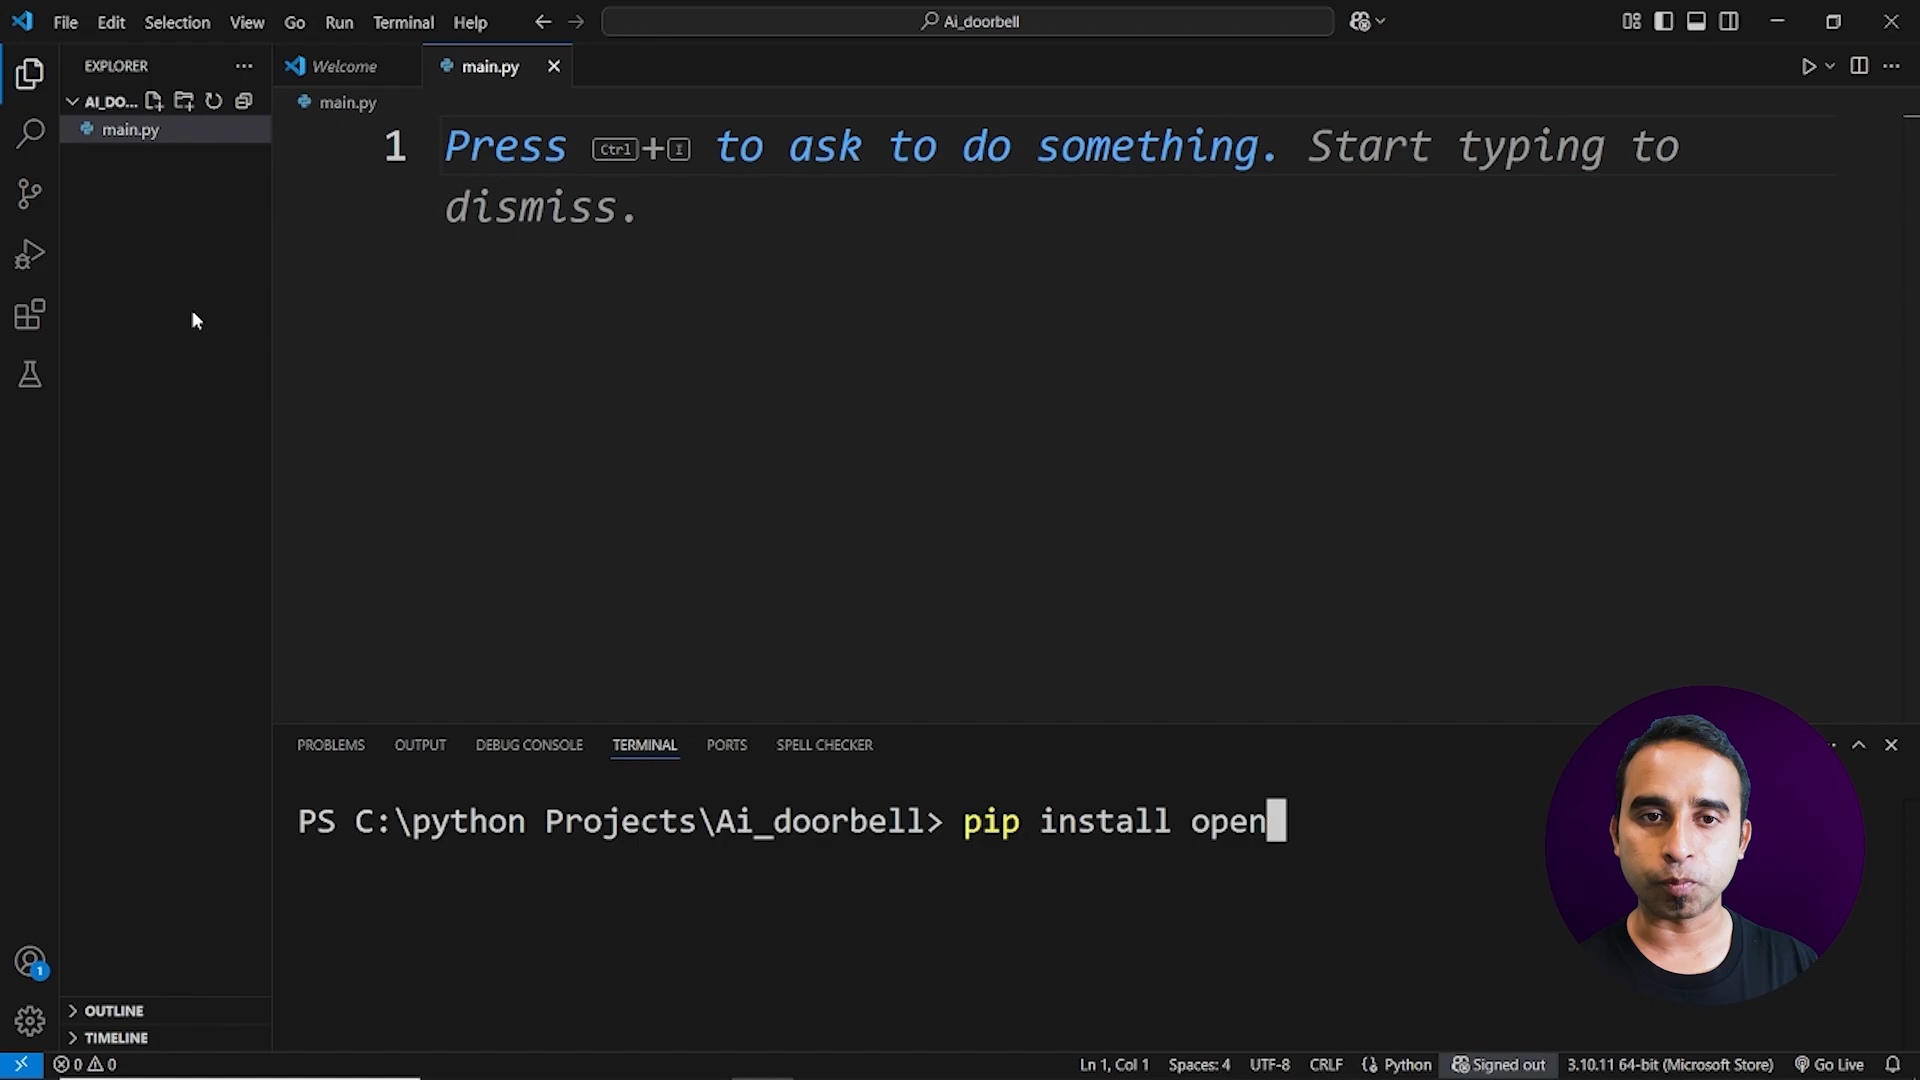 File Edit Selection View Go Run Terminal Help
Ai_doorbell
EXPLORER
Welcome
main.py
AI_DO...
main.py
main.py
1
Press Ctrl+I to ask to do something. Start typing to
dismiss.
PROBLEMS OUTPUT DEBUG CONSOLE TERMINAL PORTS SPELL CHECKER
PS C:\python Projects\Ai_doorbell> pip install open
1
OUTLINE
TIMELINE
0 0 Ln 1, Col 1 Spaces: 4 UTF-8 CRLF Python Signed out 3.10.11 64-bit (Microsoft Store) Go Live